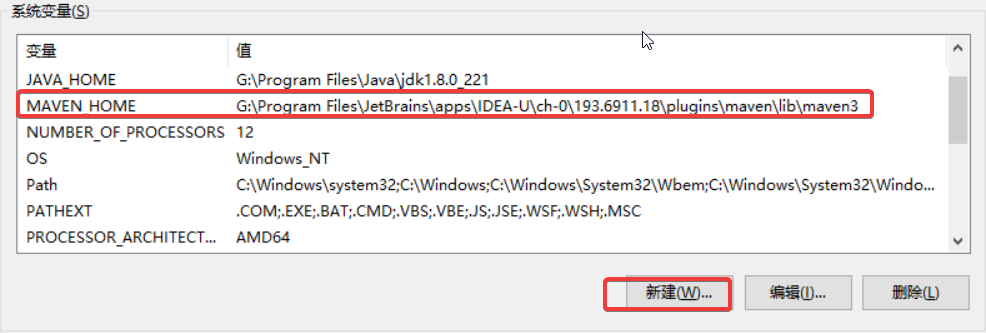 系统变量(S)
变量 值
JAVA_HOME G:\Program Files\Java\jdk1.8.0_221
MAVEN_HOME G:\Program Files\JetBrains\apps\IDEA-U\ch-0\193.6911.18\plugins\maven\lib\maven3
NUMBER_OF_PROCESSORS 12
OS Windows_NT
Path C:\Windows\system32;C:\Windows;C:\Windows\System32\Wbem;C:\Windows\System32\Windo...
PATHEXT .COM;.EXE;.BAT;.CMD;.VBS;.VBE;.JS;.JSE;.WSF;.WSH;.MSC
PROCESSOR_ARCHITECT... AMD64
新建(W)... 编辑(I)... 删除(L)